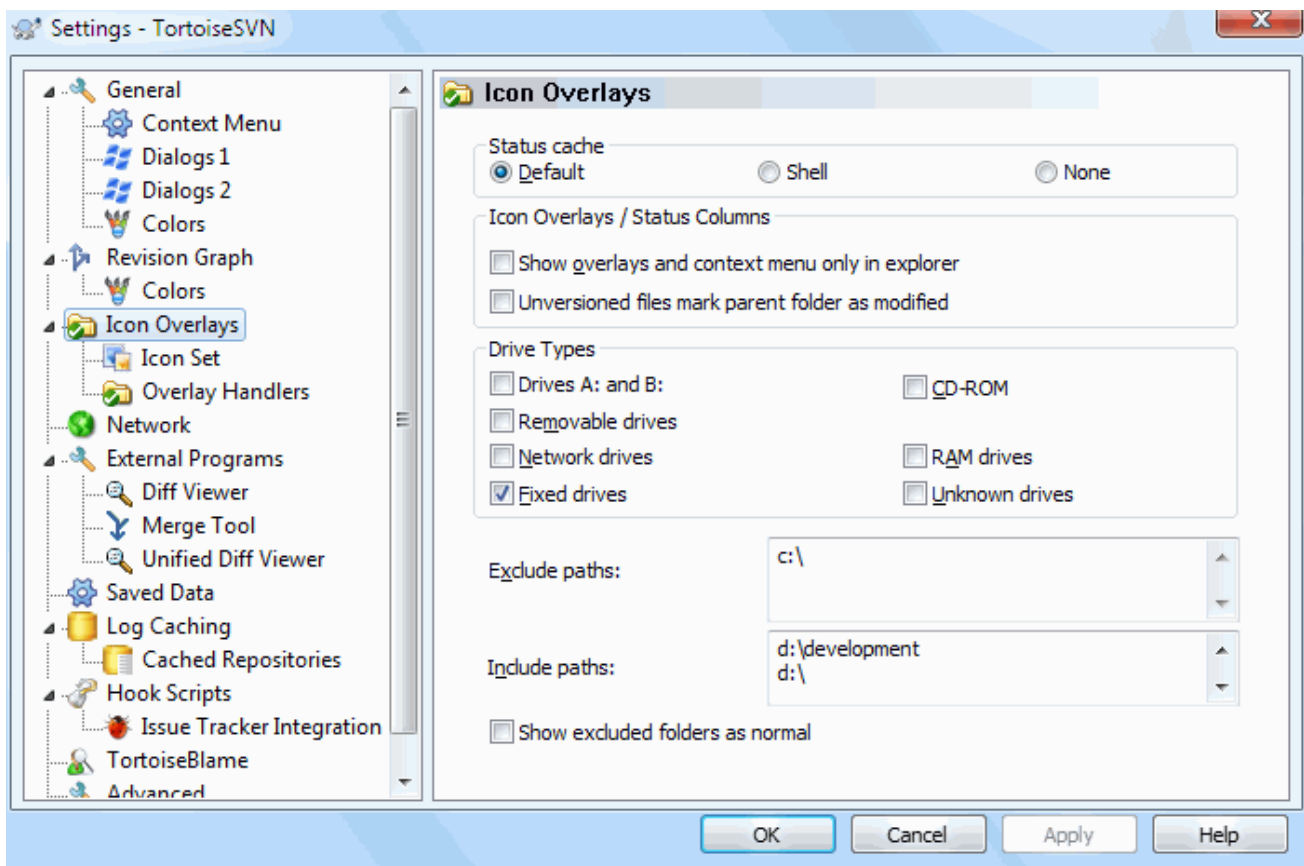 Settings - TortoiseSVN
General
Context Menu
Dialogs 1
Dialogs 2
Colors
Revision Graph
Colors
Icon Overlays
Icon Set
Overlay Handlers
Network
External Programs
Diff Viewer
Merge Tool
Unified Diff Viewer
Saved Data
Log Caching
Cached Repositories
Hook Scripts
Issue Tracker Integration
TortoiseBlame
Advanced
Icon Overlays
Status cache
Default Shell None
Icon Overlays / Status Columns
Show overlays and context menu only in explorer
Unversioned files mark parent folder as modified
Drive Types
Drives A: and B: CD-ROM
Removable drives
Network drives RAM drives
Fixed drives Unknown drives
Exclude paths: c:\
Include paths: d:\development
d:\
Show excluded folders as normal
OK Cancel Apply Help